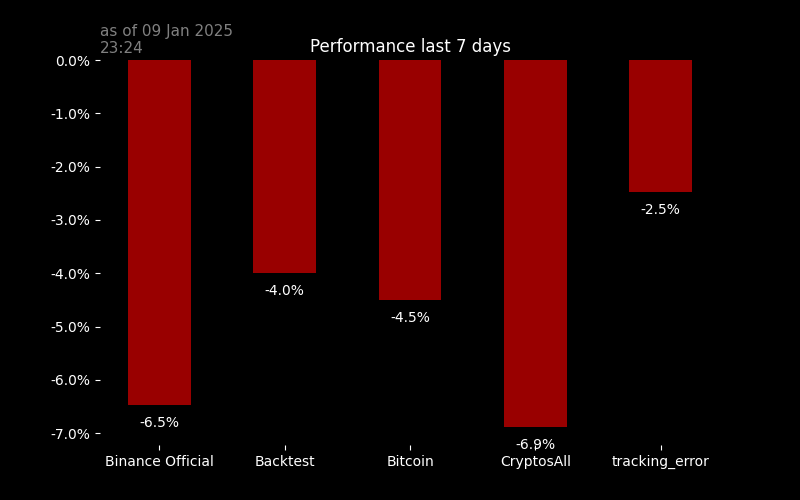 as of 09 Jan 2025
23:24
Performance last 7 days
0.0%
-1.0%
-2.0%
-3.0%
-4.0%
-5.0%
-6.0%
-7.0%
-6.5%
-4.0%
-4.5%
-6.9%
-2.5%
Binance Official
Backtest
Bitcoin
CryptosAll
tracking_error